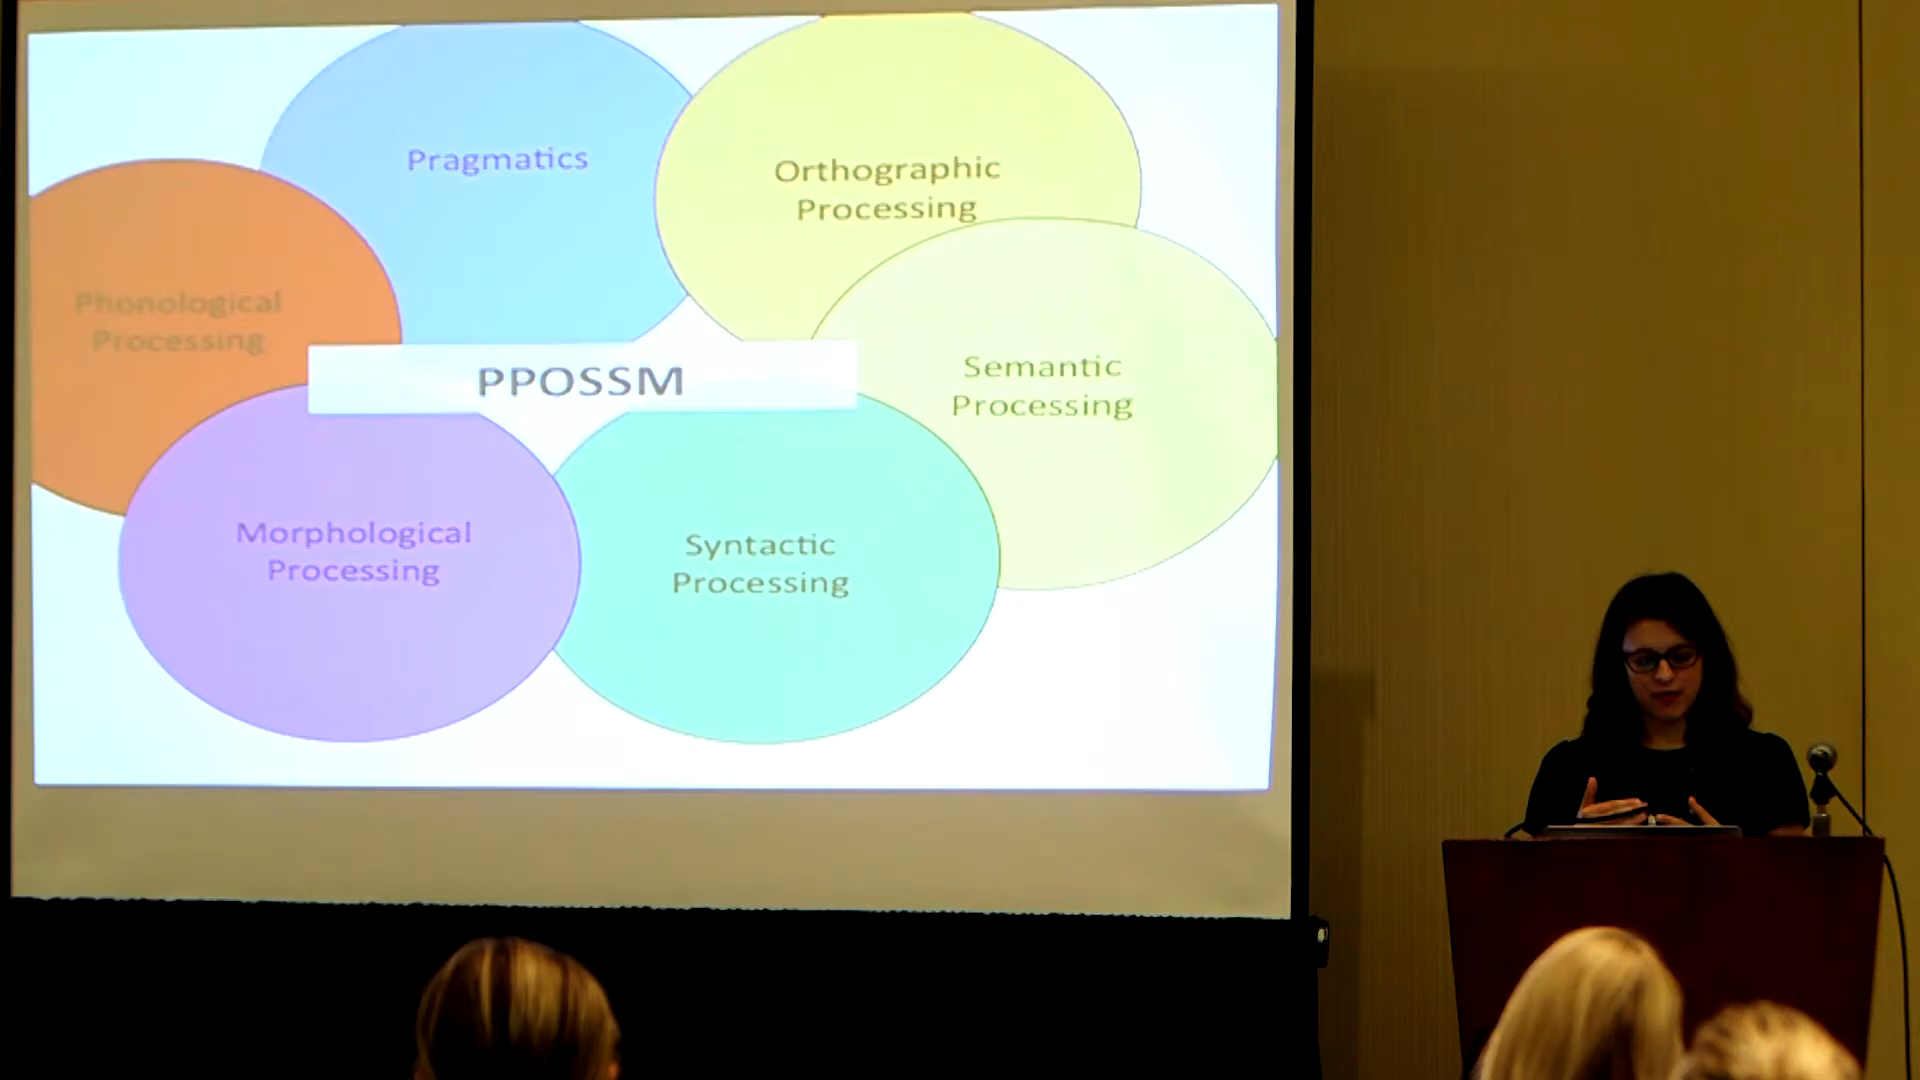 Pragmatics
Orthographic
Processing
Phonological
Processing
PPOSSM
Semantic
Processing
Morphological
Processing
Syntactic
Processing